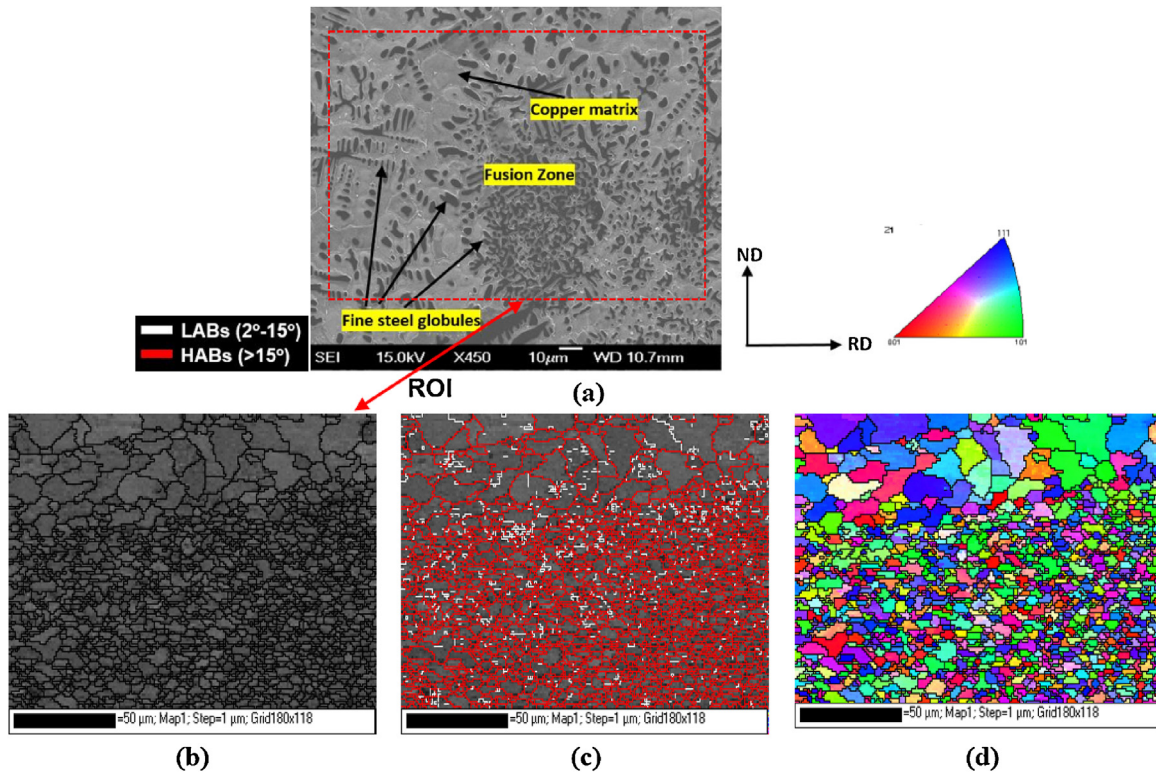 Copper matrix
Fusion Zone
Fine steel globules
SEI 15.0kV X450 10μm WD 10.7mm
(a)
LABs (2°-15°)
HABs (>15°)
ROI
ND
RD
21
111
001
101
=50 μm; Map1; Step=1 μm; Grid180x118
(b)
=50 μm; Map1; Step=1 μm; Grid180x118
(c)
=50 μm; Map1; Step=1 μm; Grid180x118
(d)